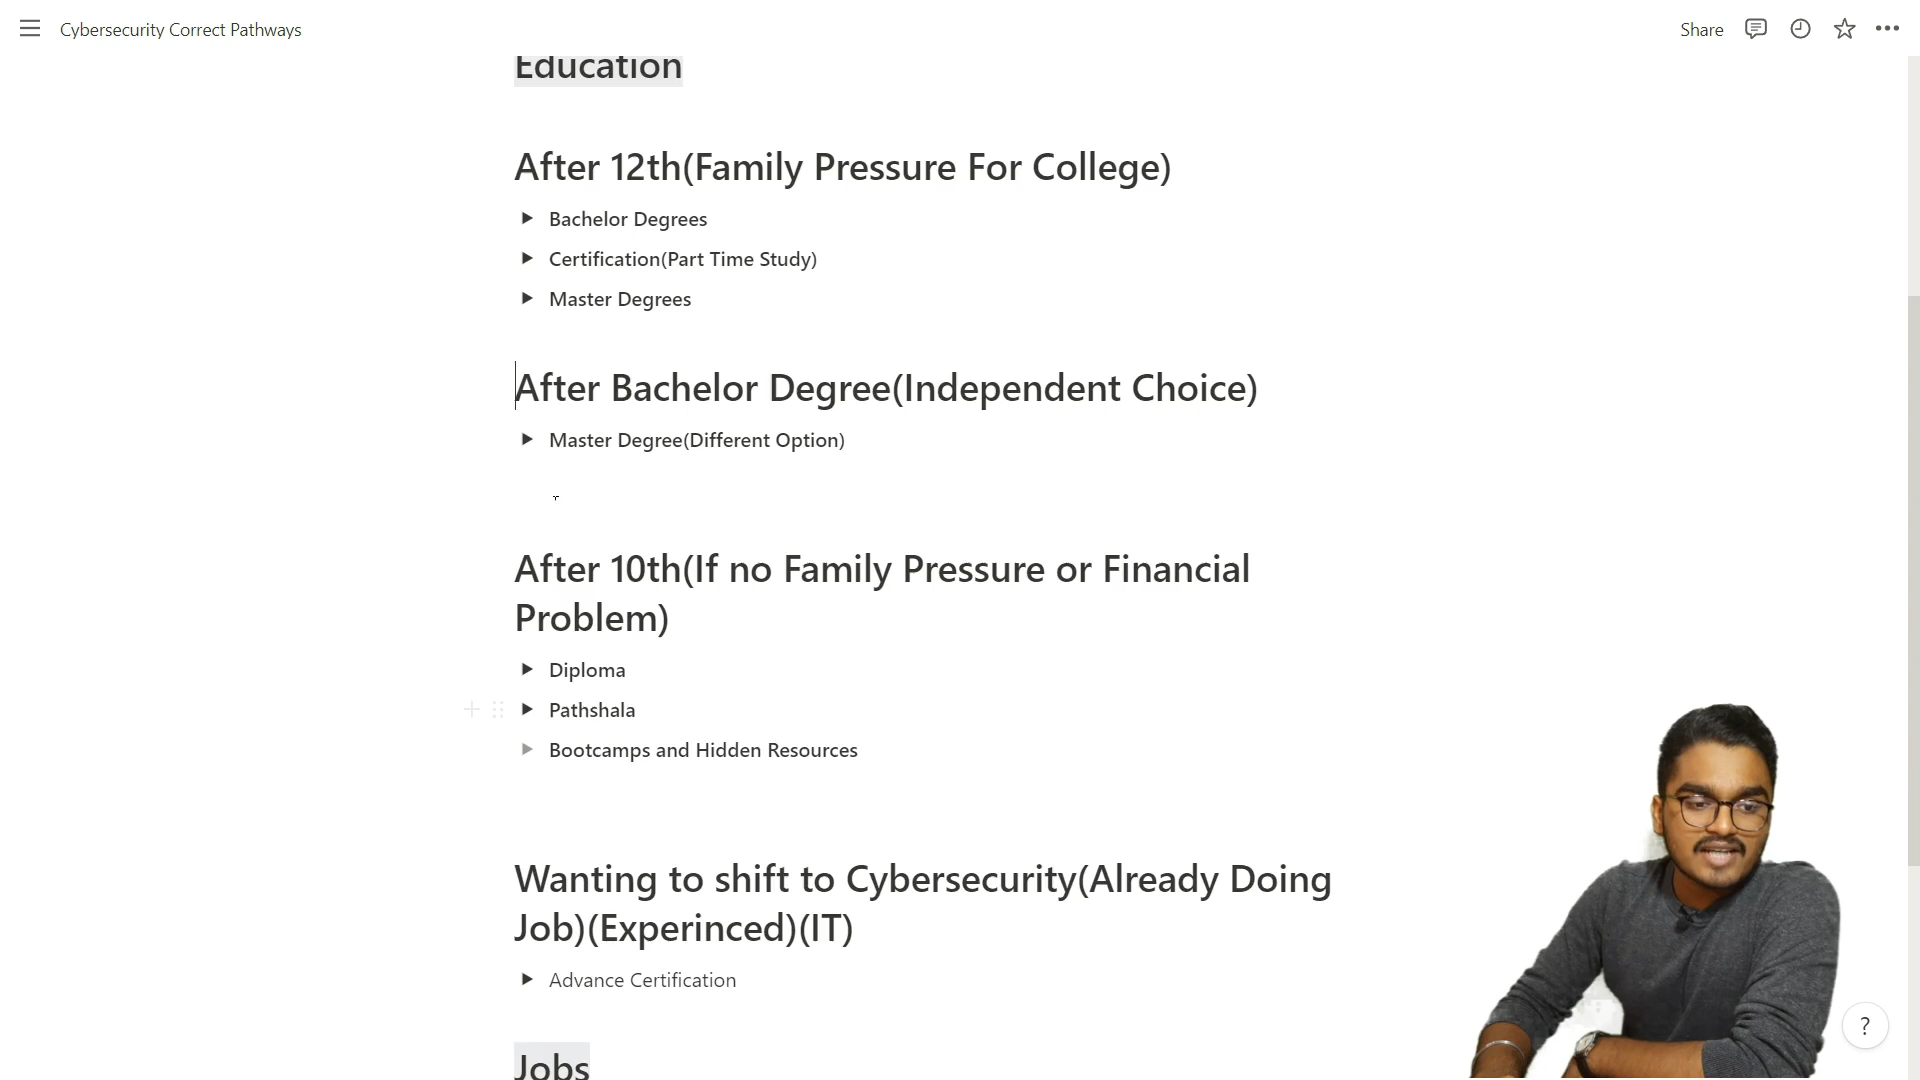 Cybersecurity Correct Pathways
Share
Education
After 12th(Family Pressure For College)
Bachelor Degrees
Certification(Part Time Study)
Master Degrees
After Bachelor Degree(Independent Choice)
Master Degree(Different Option)
After 10th(If no Family Pressure or Financial
Problem)
Diploma
Pathshala
Bootcamps and Hidden Resources
Wanting to shift to Cybersecurity(Already Doing
Job)(Experinced)(IT)
Advance Certification
?
Jobs